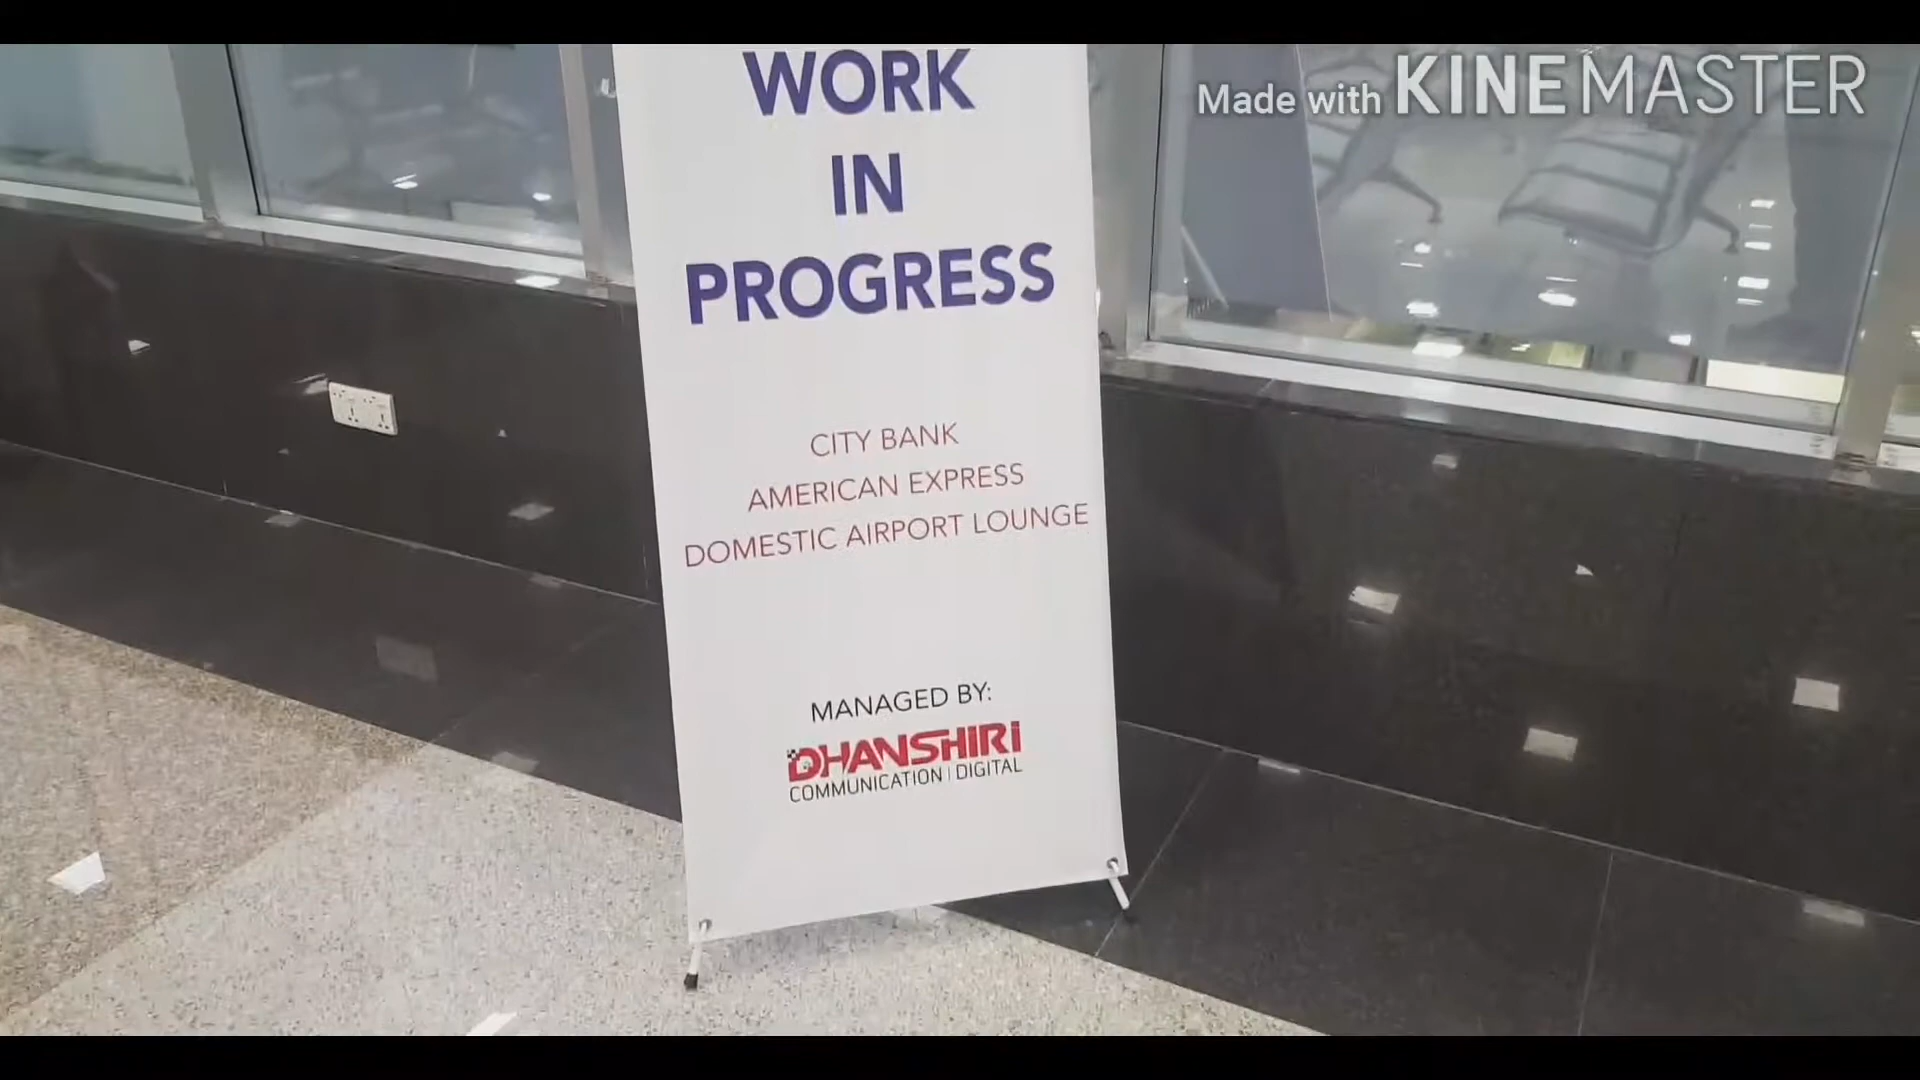 Made with KINEMASTER
WORK
IN
PROGRESS
CITY BANK
AMERICAN EXPRESS
DOMESTIC AIRPORT LOUNGE
MANAGED BY:
DHANSHIRI
COMMUNICATION | DIGITAL